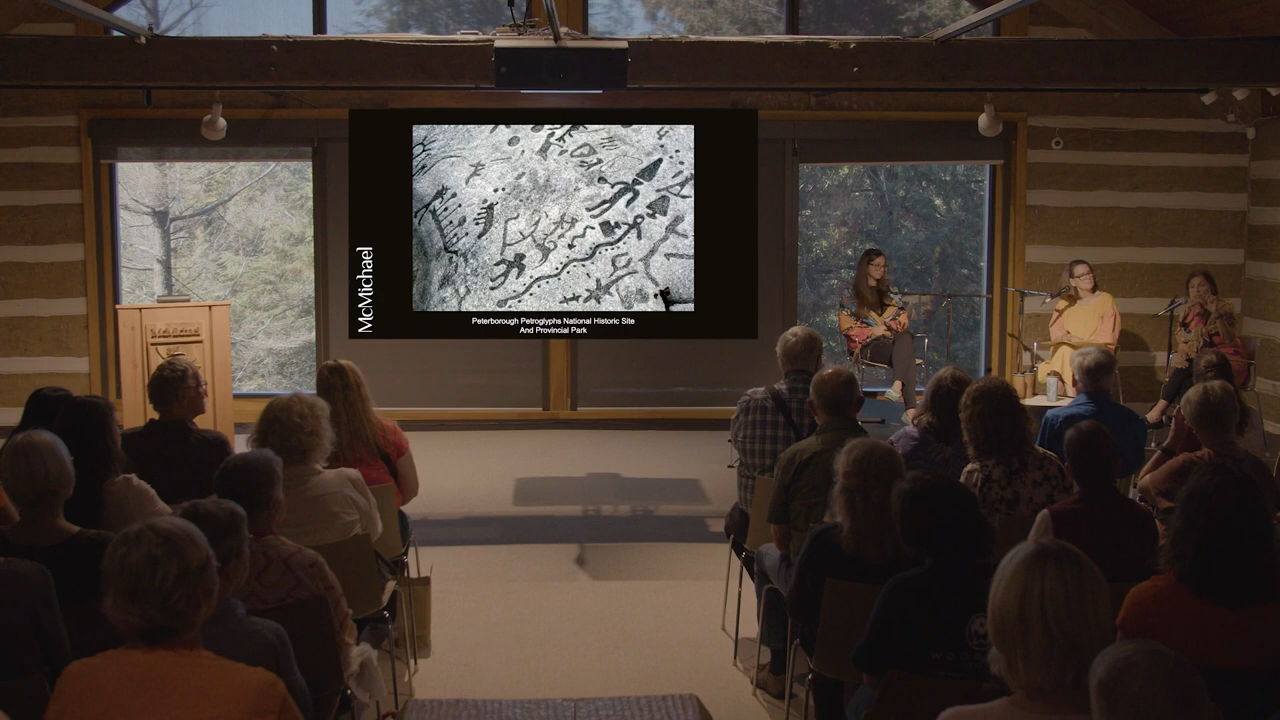 McMichael
Peterborough Petroglyphs National Historic Site
And Provincial Park